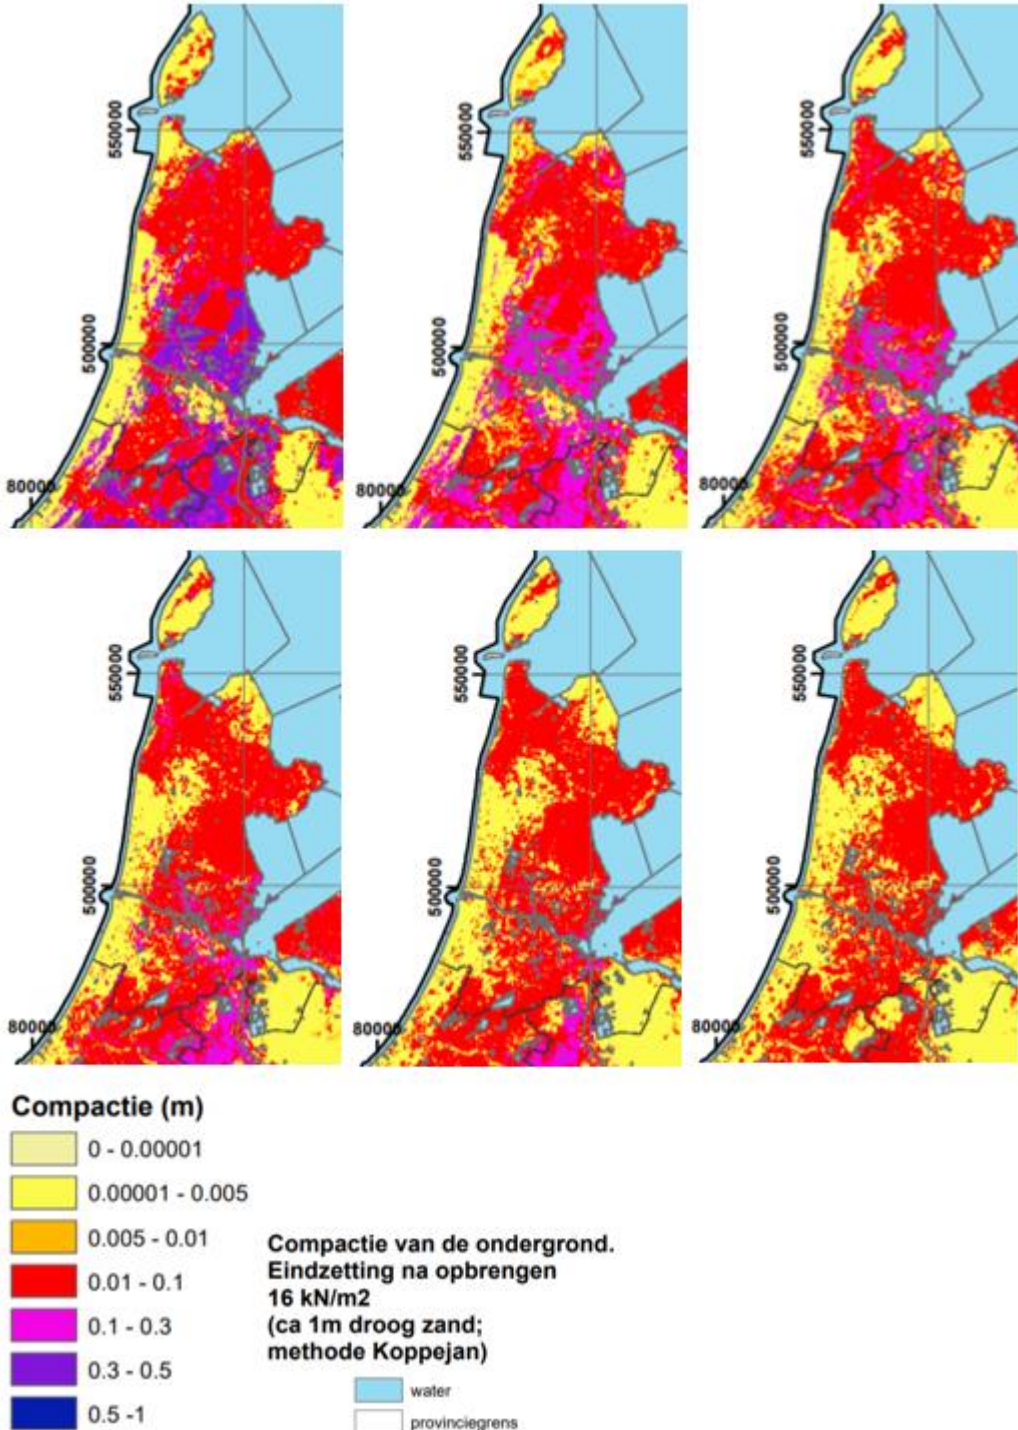 550000
550000
550000
500000
500000
500000
80000
80000
80000
550000
550000
550000
500000
500000
500000
80000
80000
80000
Compactie (m)
0 - 0.00001
0.00001 - 0.005
0.005 - 0.01
0.01 - 0.1
0.1 - 0.3
0.3 - 0.5
0.5 -1
Compactie van de ondergrond.
Eindzetting na opbrengen
16 kN/m2
(ca 1m droog zand;
methode Koppejan)
water
provinciegrens